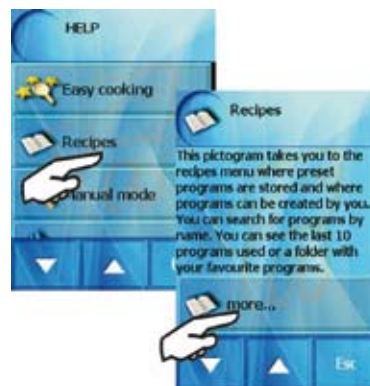 HELP
Easy cooking
Recipes
Manual mode
Recipes
This pictogram takes you to the
recipes menu where preset
programs are stored and where
programs can be created by you.
You can search for programs by
name. You can see the last 10
programs used or a folder with
your favourite programs.
more...
Esc